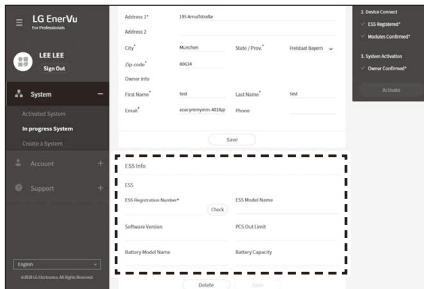 LG EnerVu
For Professionals
LEE LEE
Sign Out
System
Activated System
In progress System
Create a System
Account
Support
English
Address 1*
195 Arnulfstraße
Address 2
City*
München
State / Prov.*
Freistaat Bayern
Zip code*
80634
Owner Info
First Name*
test
Last Name*
test
Email*
Phone
Save
ESS Info
ESS
ESS Registration Number*
Check
ESS Model Name
Software Version
PCS Out Limit
Battery Model Name
Battery Capacity
Delete
Save
2. Device Connect
ESS Registered*
Modules Confirmed*
3. System Activation
Owner Confirmed*
Activate